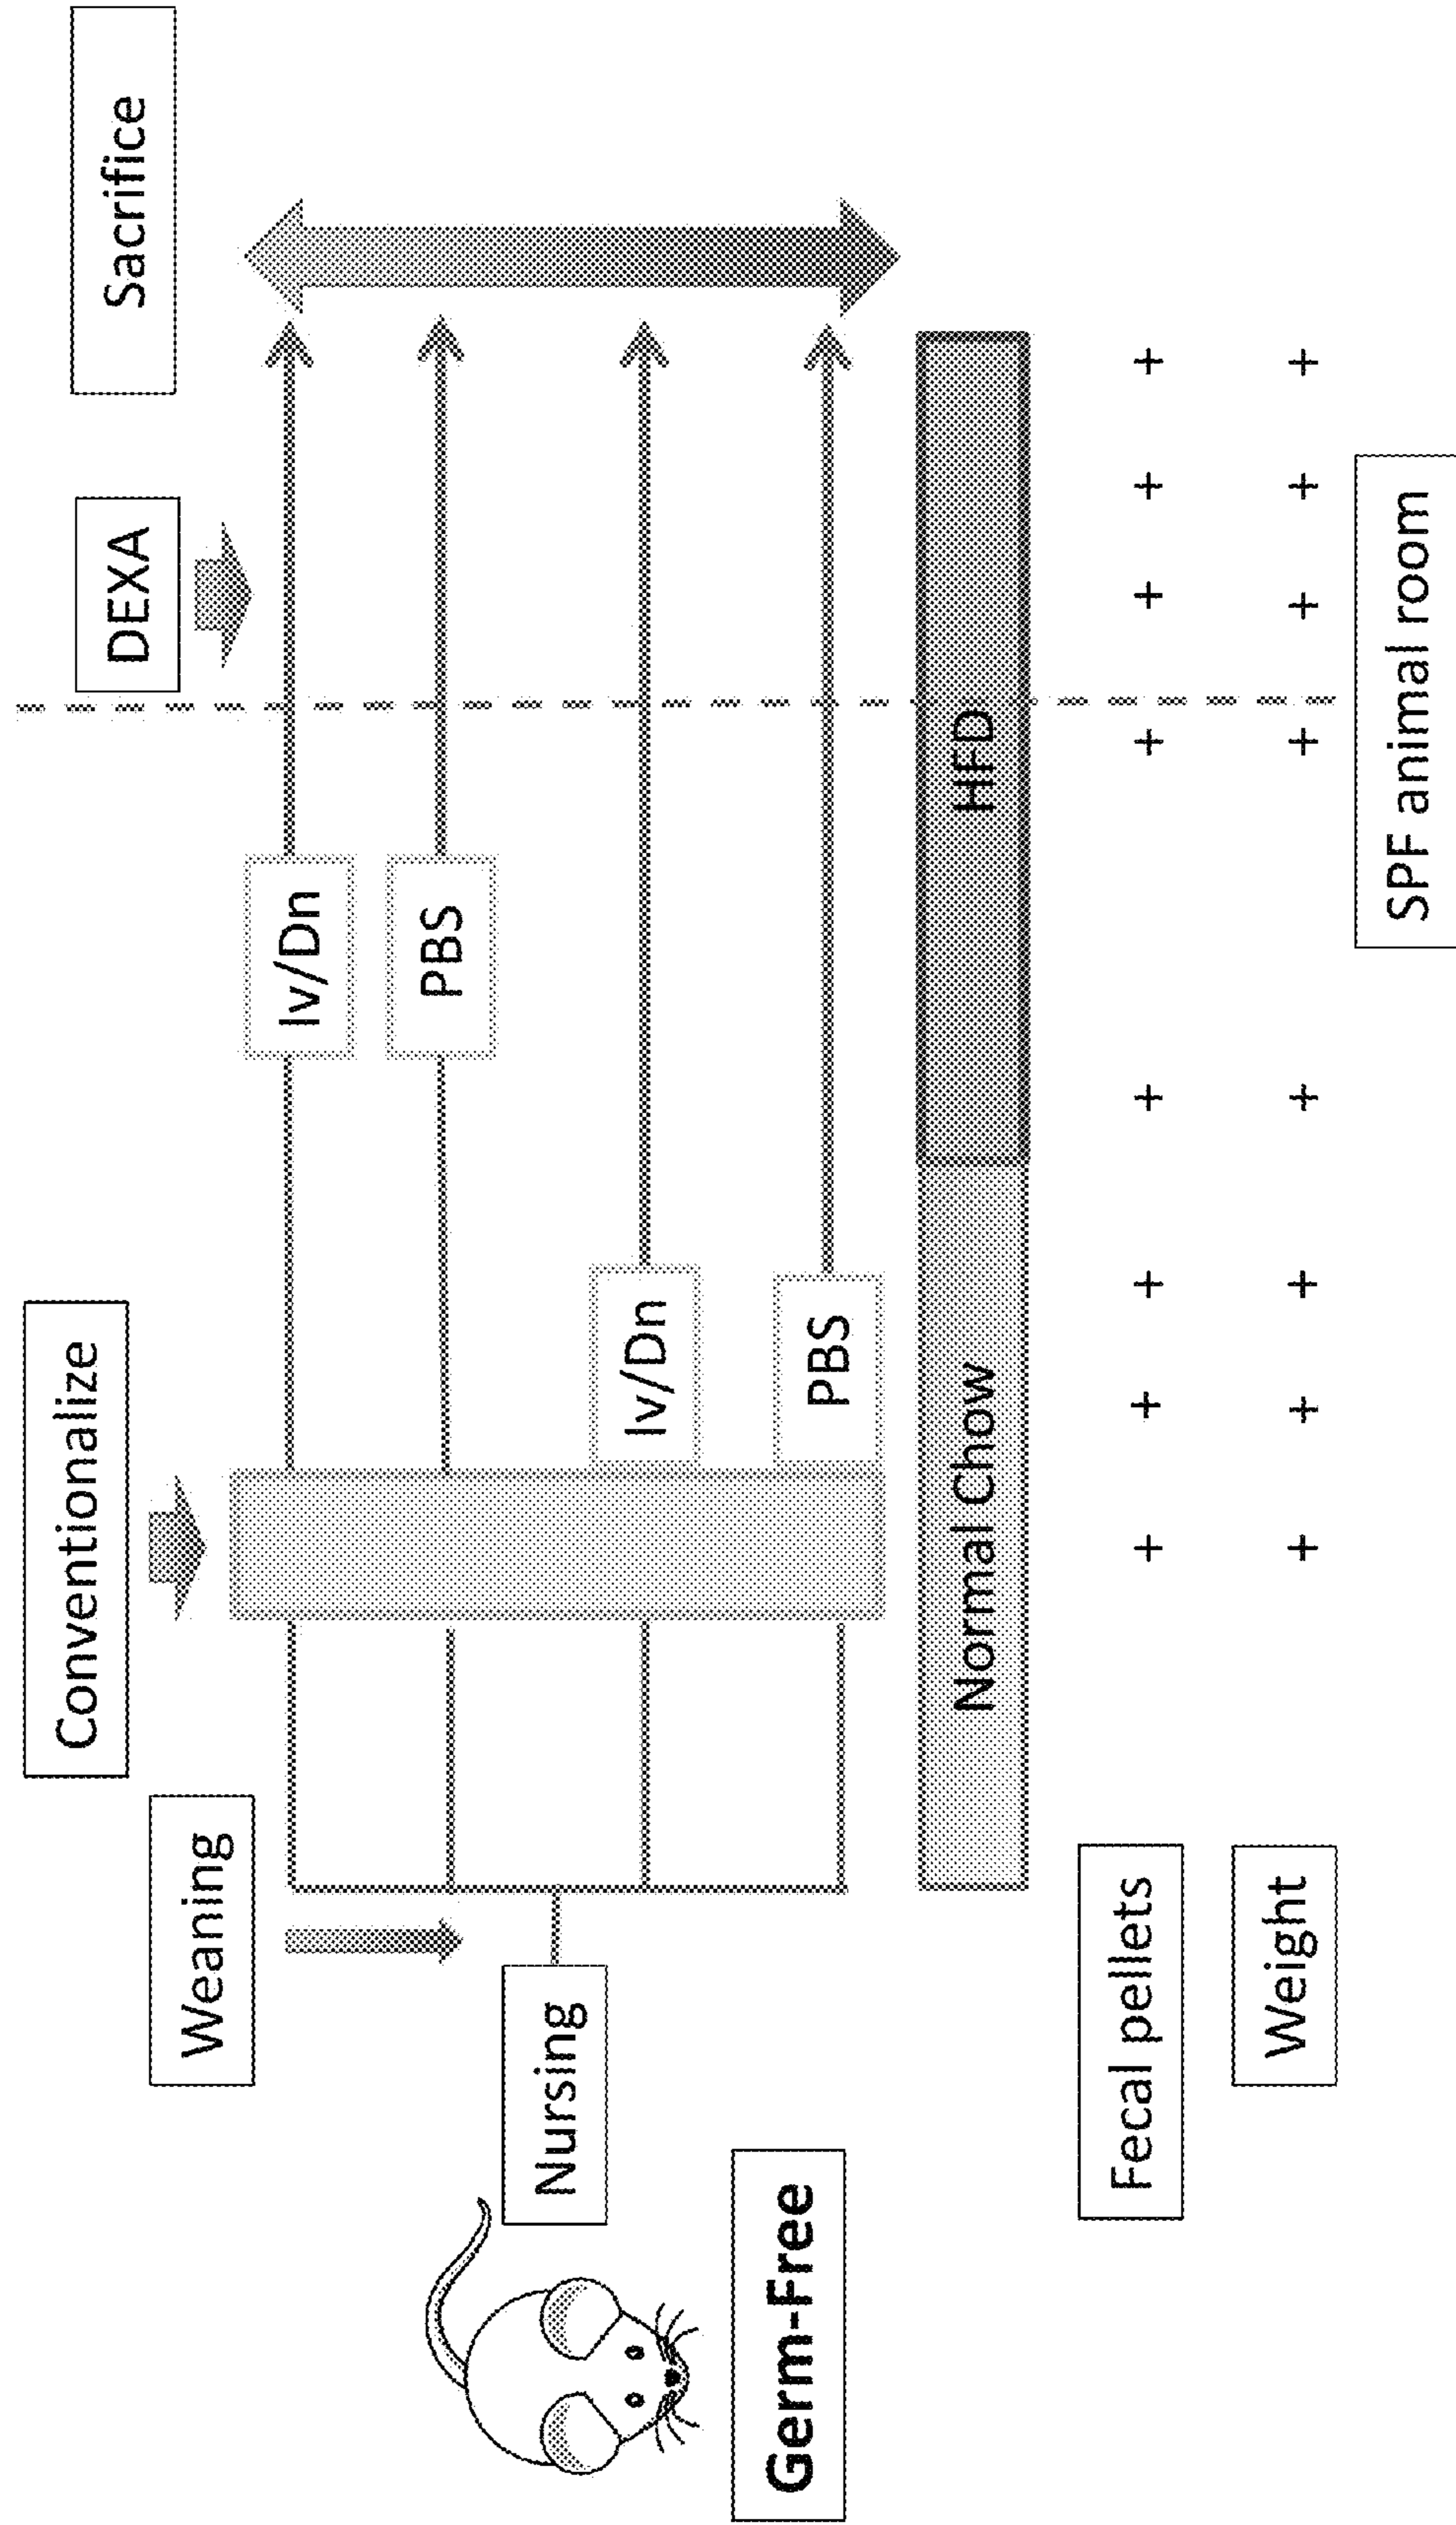 Conventionalize
DEXA
Sacrifice
Weaning
Iv/Dn
PBS
Nursing
Iv/Dn
PBS
Germ-Free
Normal Chow
HFD
Fecal pellets
+ + + + + + + +
Weight
+ + + + + + + +
SPF animal room